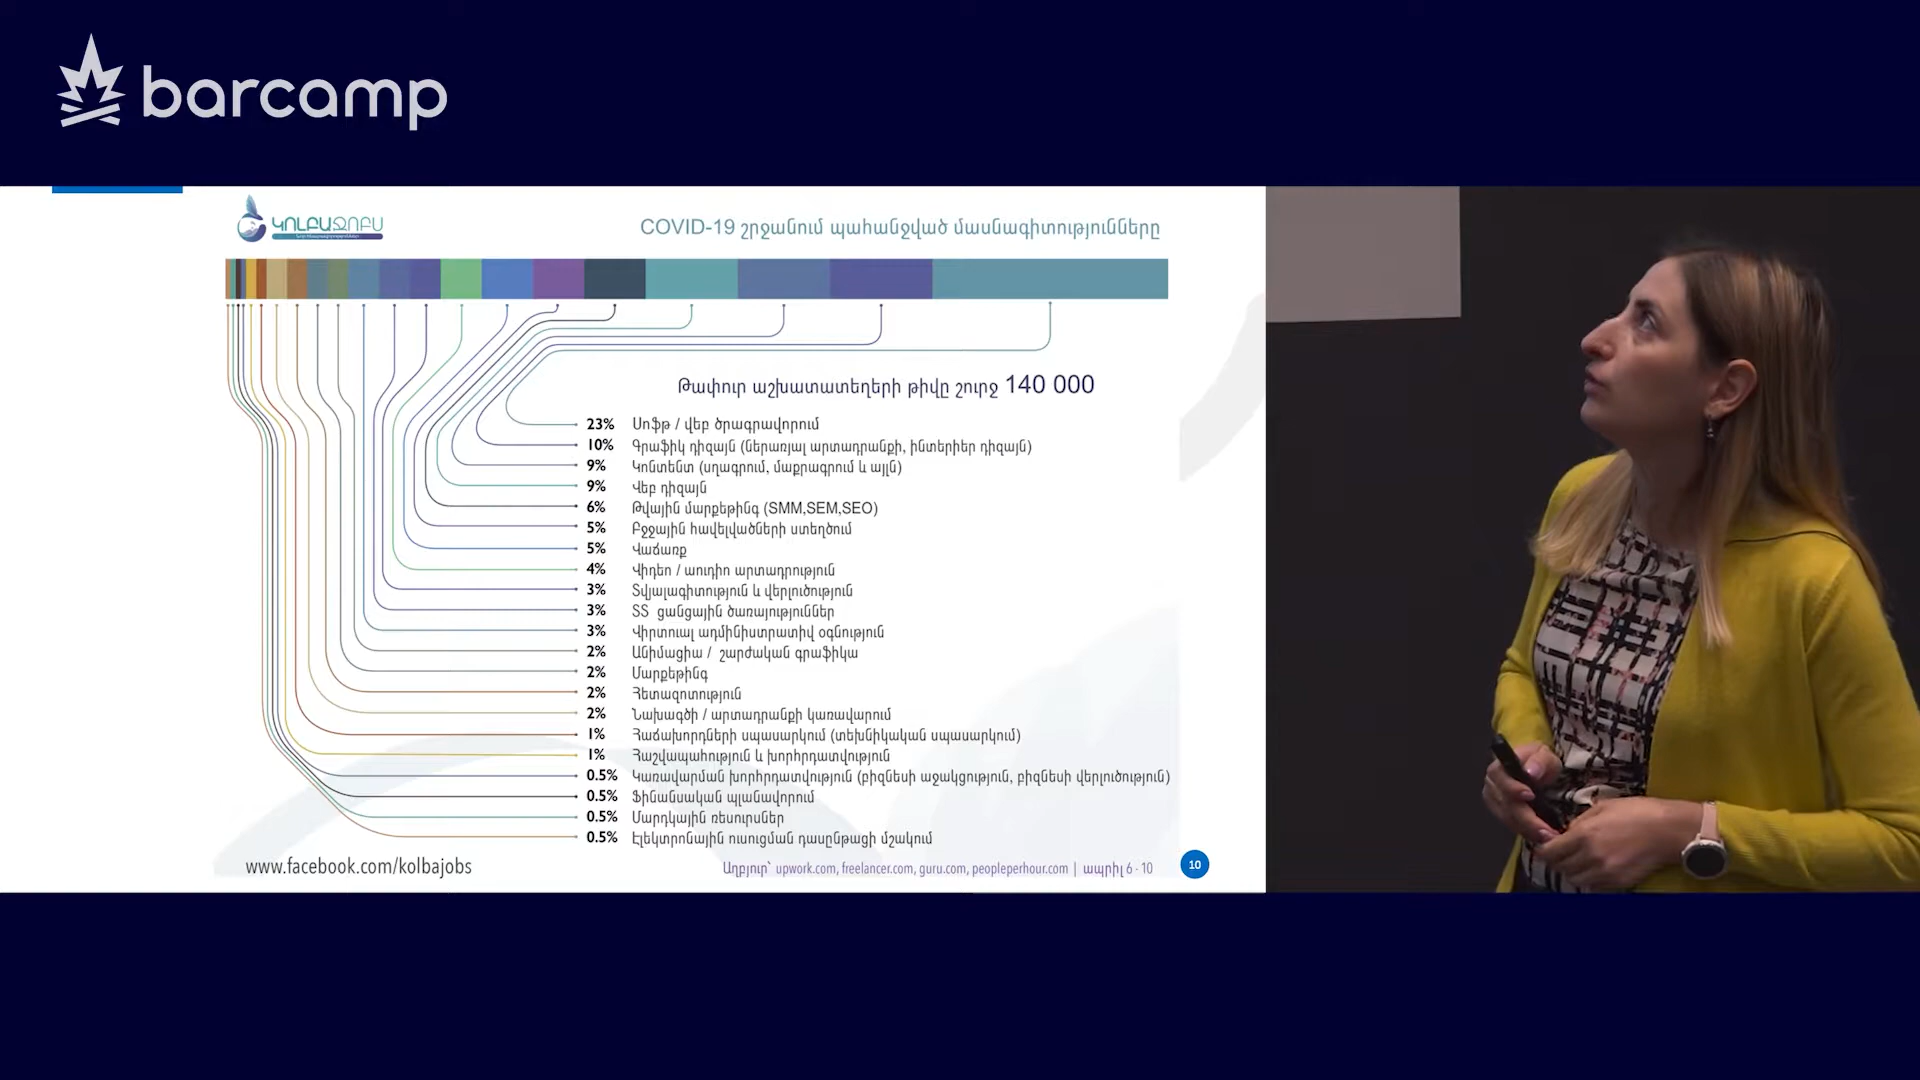 barcamp
ԿՈԼԲԱՋՈԲՍ
COVID-19 շրջանում պահանջված մասնագիտությունները
Թափուր աշխատատեղերի թիվը շուրջ 140 000
23% Սոֆթ / վեբ ծրագրավորում
10% Գրաֆիկ դիզայն (ներառյալ արտադրանքի, ինտերիեր դիզայն)
9% Կոնտենտ (սղագրում, մաքրագրում և այլն)
9% Վեբ դիզայն
6% Թվային մարքեթինգ (SMM,SEM,SEO)
5% Բջջային հավելվածների ստեղծում
5% Վաճառք
4% Վիդեո / աուդիո արտադրություն
3% Տվյալագիտություն և վերլուծություն
3% ՏՏ ցանցային ծառայություններ
3% Վիրտուալ ադմինիստրատիվ օգնություն
2% Անիմացիա / շարժական գրաֆիկա
2% Մարքեթինգ
2% Հետազոտություն
2% Նախագծի / արտադրանքի կառավարում
1% Հաճախորդների սպասարկում (տեխնիկական սպասարկում)
1% Հաշվապահություն և խորհրդատվություն
0.5% Կառավարման խորհրդատվություն (բիզնեսի աջակցություն, բիզնեսի վերլուծություն)
0.5% Ֆինանսական պլանավորում
0.5% Մարդկային ռեսուրսներ
0.5% Էլեկտրոնային ուսուցման դասընթացի մշակում
www.facebook.com/kolbajobs
Աղբյուր՝ upwork.com, freelancer.com, guru.com, peopleperhour.com | ապրիլ 6 - 10
10